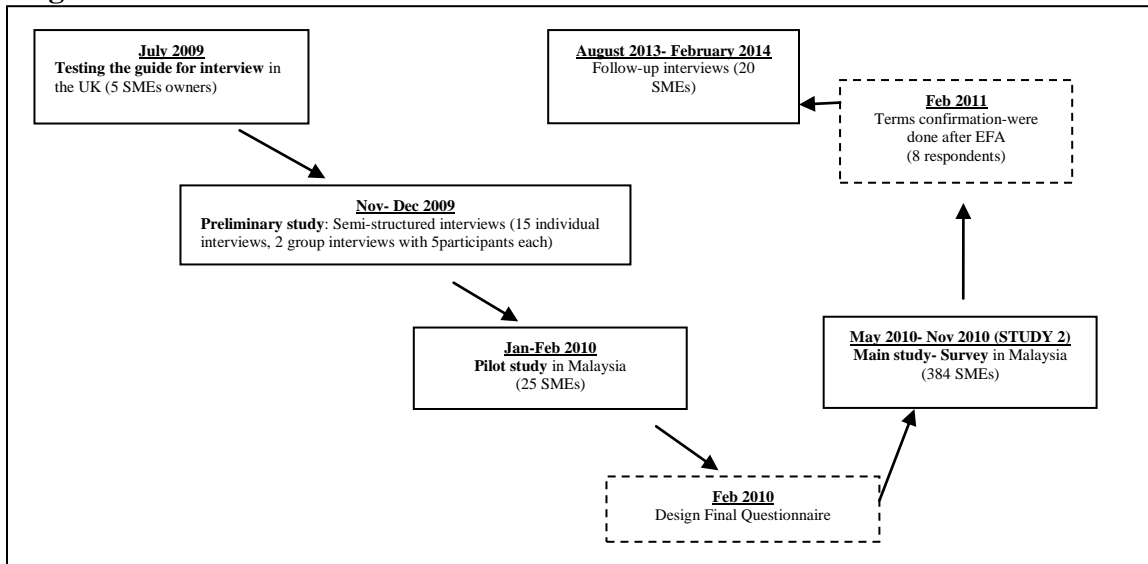 July 2009
Testing the guide for interview in
the UK (5 SMEs owners)
Nov- Dec 2009
Preliminary study: Semi-structured interviews (15 individual
interviews, 2 group interviews with 5participants each)
Jan-Feb 2010
Pilot study in Malaysia
(25 SMEs)
Feb 2010
Design Final Questionnaire
May 2010- Nov 2010 (STUDY 2)
Main study- Survey in Malaysia
(384 SMEs)
Feb 2011
Terms confirmation-were
done after EFA
(8 respondents)
August 2013- February 2014
Follow-up interviews (20
SMEs)